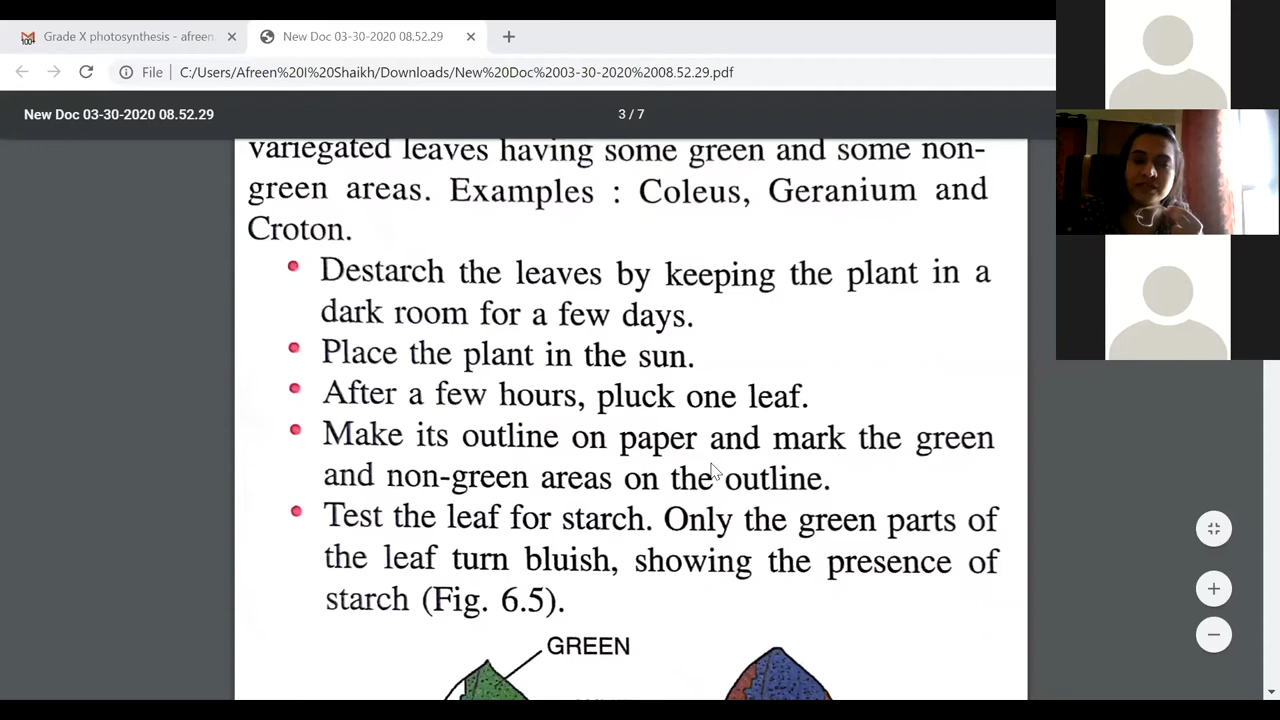 Grade X photosynthesis - afreen
New Doc 03-30-2020 08.52.29
File
C:/Users/Afreen%20I%20Shaikh/Downloads/New%20Doc%2003-30-2020%2008.52.29.pdf
New Doc 03-30-2020 08.52.29
3 / 7
variegated leaves having some green and some non-
green areas. Examples : Coleus, Geranium and
Croton.
• Destarch the leaves by keeping the plant in a
dark room for a few days.
• Place the plant in the sun.
• After a few hours, pluck one leaf.
• Make its outline on paper and mark the green
and non-green areas on the outline.
• Test the leaf for starch. Only the green parts of
the leaf turn bluish, showing the presence of
starch (Fig. 6.5).
GREEN